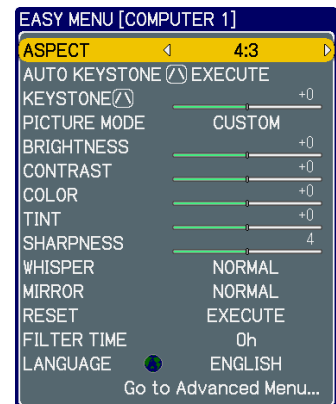 EASY MENU [COMPUTER 1]
ASPECT 4:3
AUTO KEYSTONE EXECUTE
KEYSTONE +0
PICTURE MODE CUSTOM
BRIGHTNESS +0
CONTRAST +0
COLOR +0
TINT +0
SHARPNESS 4
WHISPER NORMAL
MIRROR NORMAL
RESET EXECUTE
FILTER TIME 0h
LANGUAGE ENGLISH
Go to Advanced Menu...